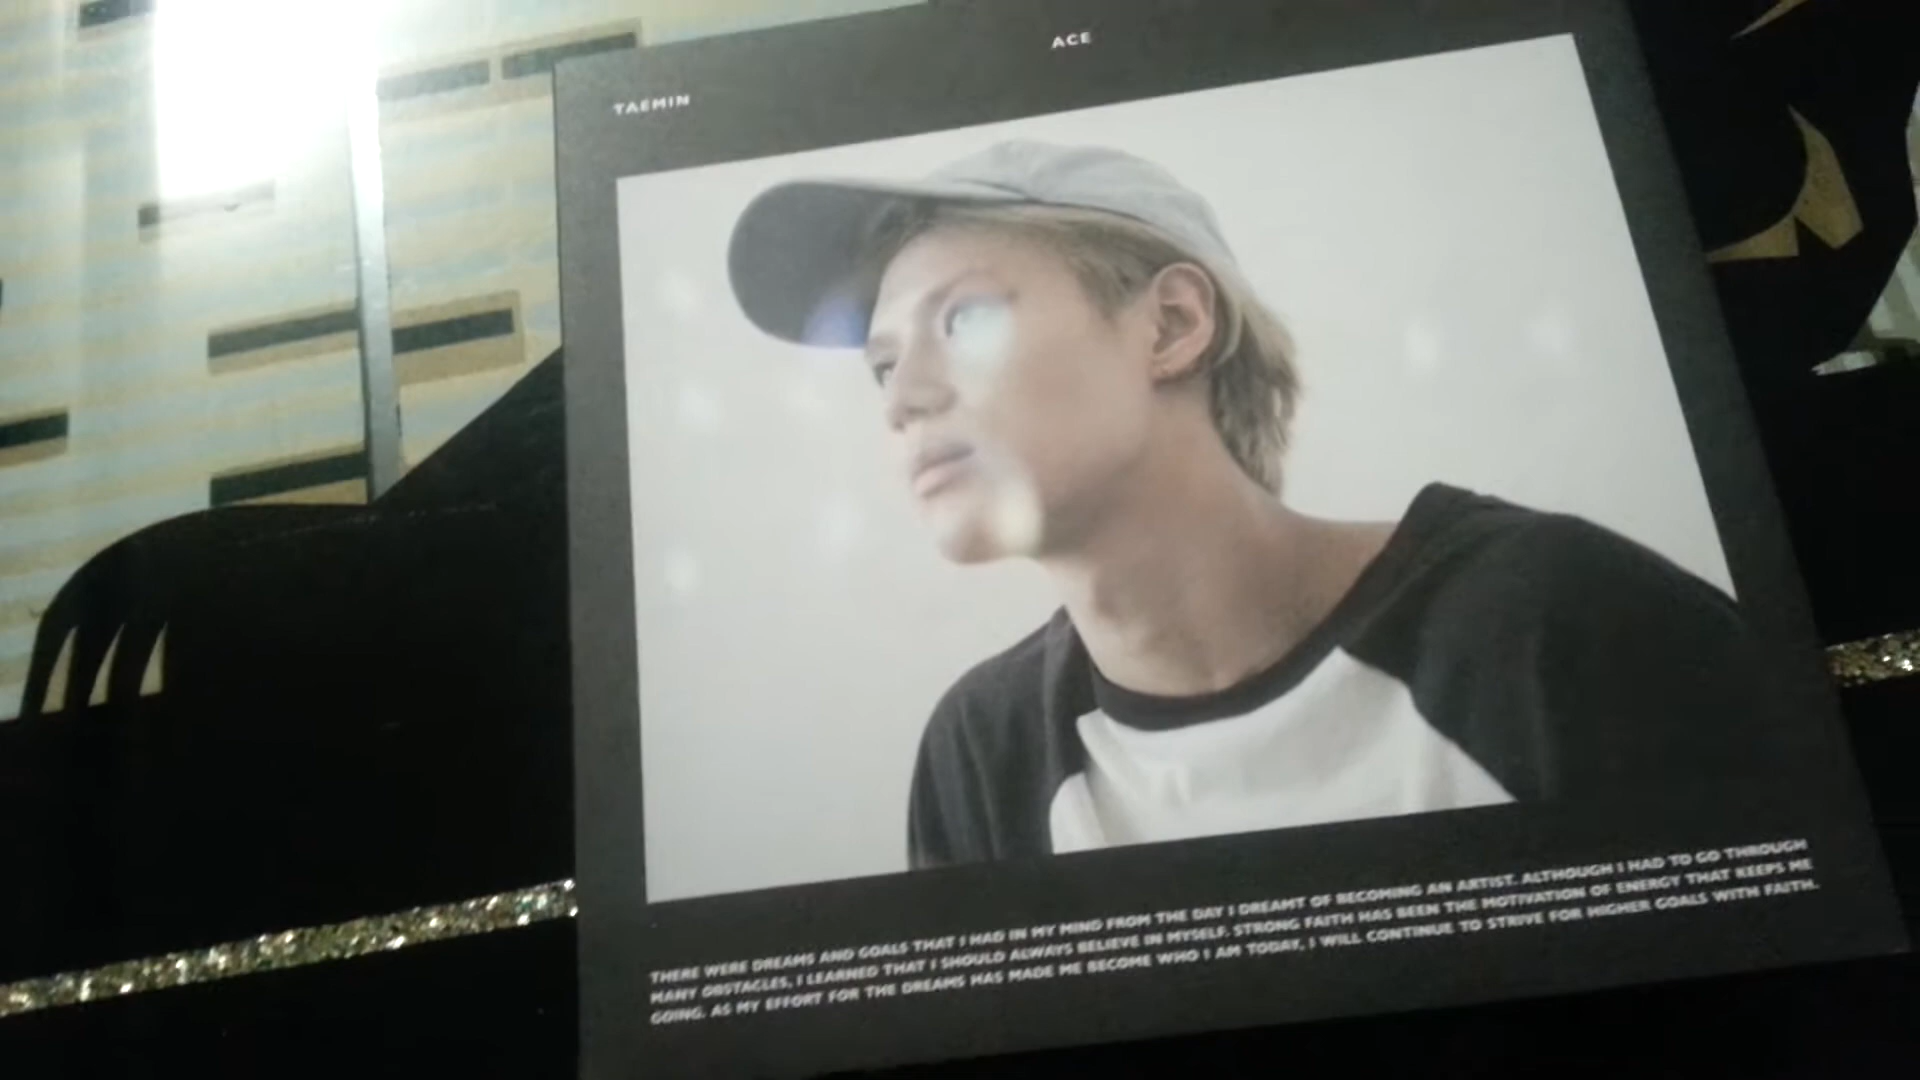 TAEMIN
ACE
THERE WERE DREAMS AND GOALS THAT I HAD IN MY MIND FROM THE DAY I DREAMT OF BECOMING AN ARTIST. ALTHOUGH I HAD TO GO THROUGH
MANY OBSTACLES, I LEARNED THAT I SHOULD ALWAYS BELIEVE IN MYSELF. STRONG FAITH HAS BEEN THE MOTIVATION OF ENERGY THAT KEEPS ME
GOING. AS MY EFFORT FOR THE DREAMS HAS MADE ME BECOME WHO I AM TODAY, I WILL CONTINUE TO STRIVE FOR HIGHER GOALS WITH FAITH.